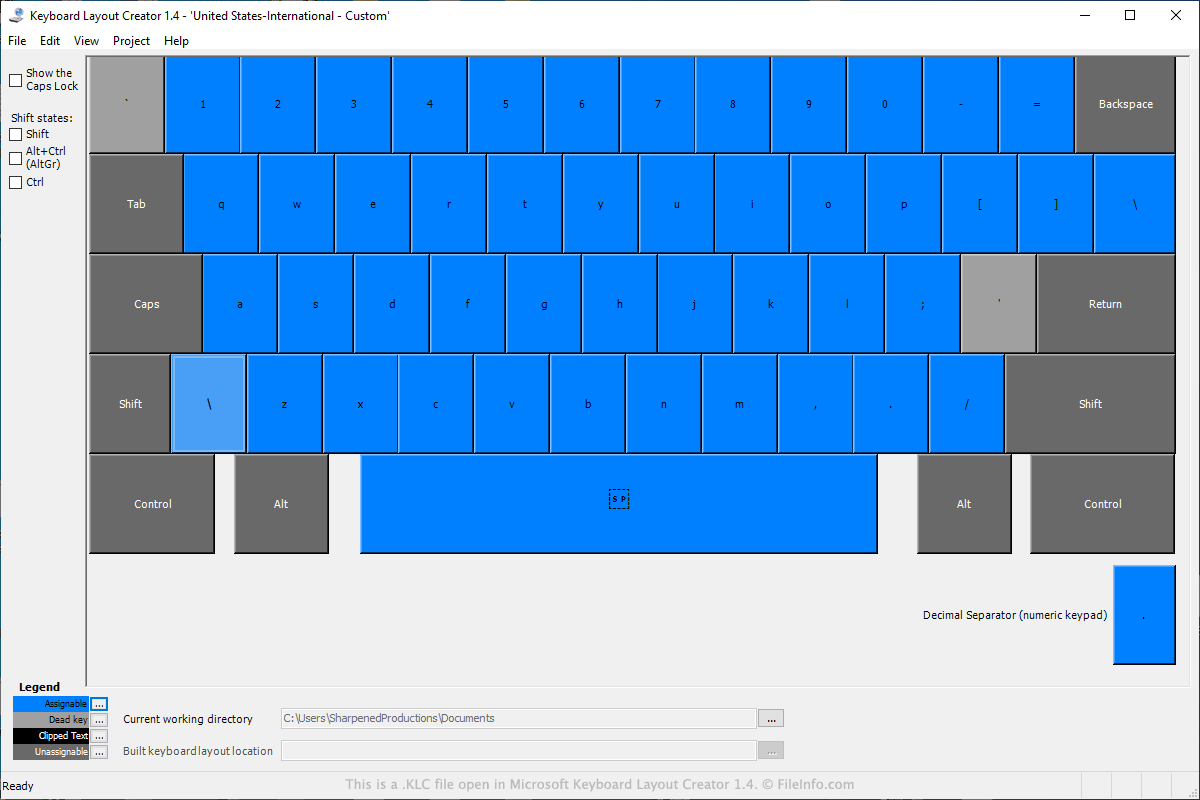 Keyboard Layout Creator 1.4 - 'United States-International - Custom'
File Edit View Project Help
Show the
Caps Lock
Shift states:
Shift
Alt+Ctrl
(AltGr)
Ctrl
` 1 2 3 4 5 6 7 8 9 0 - = Backspace
Tab q w e r t y u i o p [ ] \
Caps a s d f g h j k l ; ' Return
Shift \ z x c v b n m , . / Shift
Control Alt SP Alt Control
Decimal Separator (numeric keypad) .
Legend
Assignable ...
Dead key ...
Clipped Text ...
Unassignable ...
Current working directory C:\Users\SharpenedProductions\Documents ...
Built keyboard layout location ...
Ready
This is a .KLC file open in Microsoft Keyboard Layout Creator 1.4. © FileInfo.com